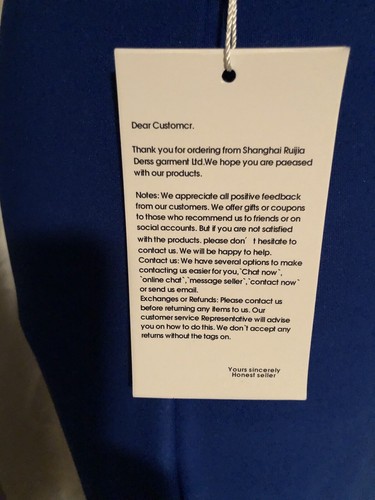 Dear Customcr.
Thank you for ordering from Shanghai Ruijia
Derss garment Ltd.We hope you are paeased
with our products.
Notes: We appreciate all positive feedback
from our customers. We offer gifts or coupons
to those who recommend us to friends or on
social accounts. But if you are not satisfied
with the products. please don' t hesitate to
contact us. We will be happy to help.
Contact us: We have several options to make
contacting us easier for you,`Chat now`,
`online chat`,`message seller`,`contact now`
or send us email.
Exchanges or Refunds: Please contact us
before returning any items to us. Our
customer service Representative will advise
you on how to do this. We don't accept any
returns without the tags on.
Yours sincerely
Honest seller